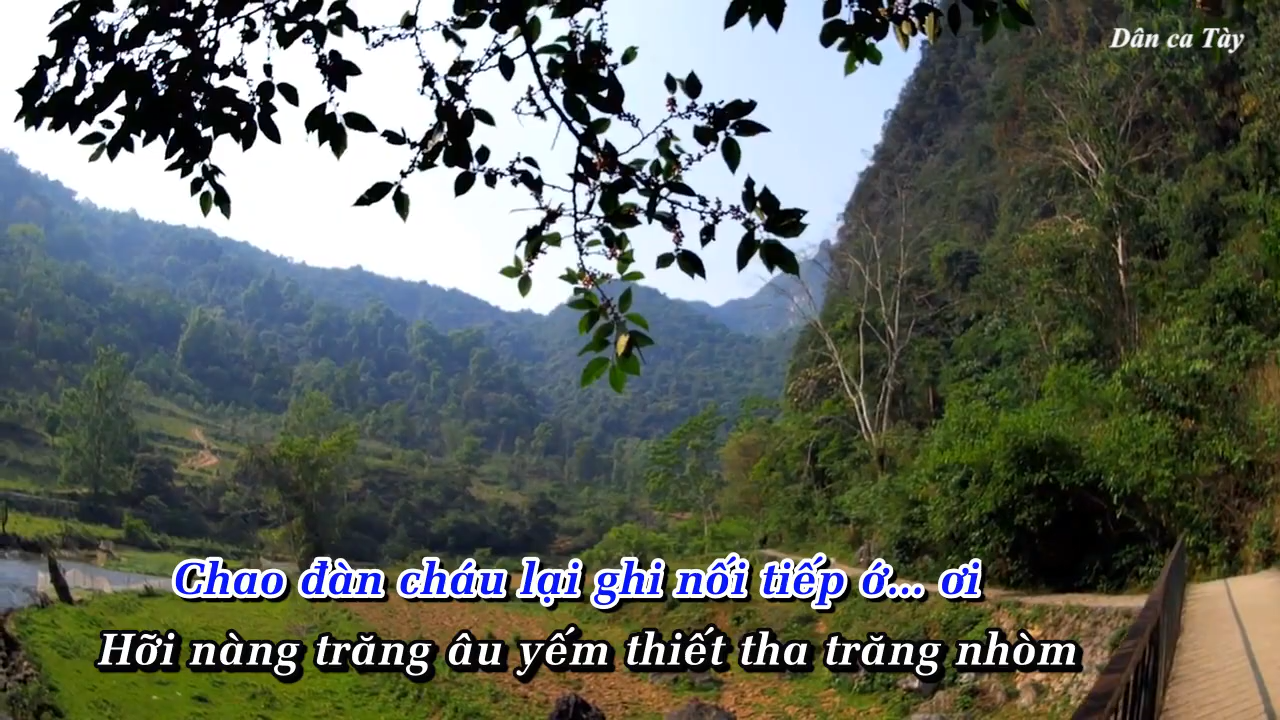 Dân ca Tày
Chao đàn cháu lại ghi nối tiếp ớ... ơi
Hỡi nàng trăng âu yếm thiết tha trăng nhòm